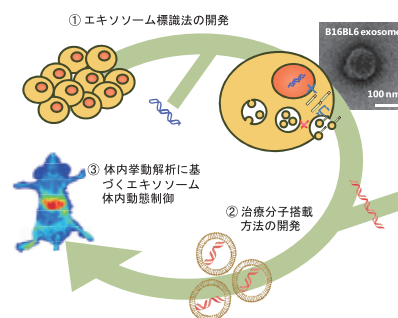 ① エキソソーム標識法の開発
B16BL6 exosome
100 nm
③ 体内挙動解析に基
づくエキソソーム
体内動態制御
② 治療分子搭載
方法の開発